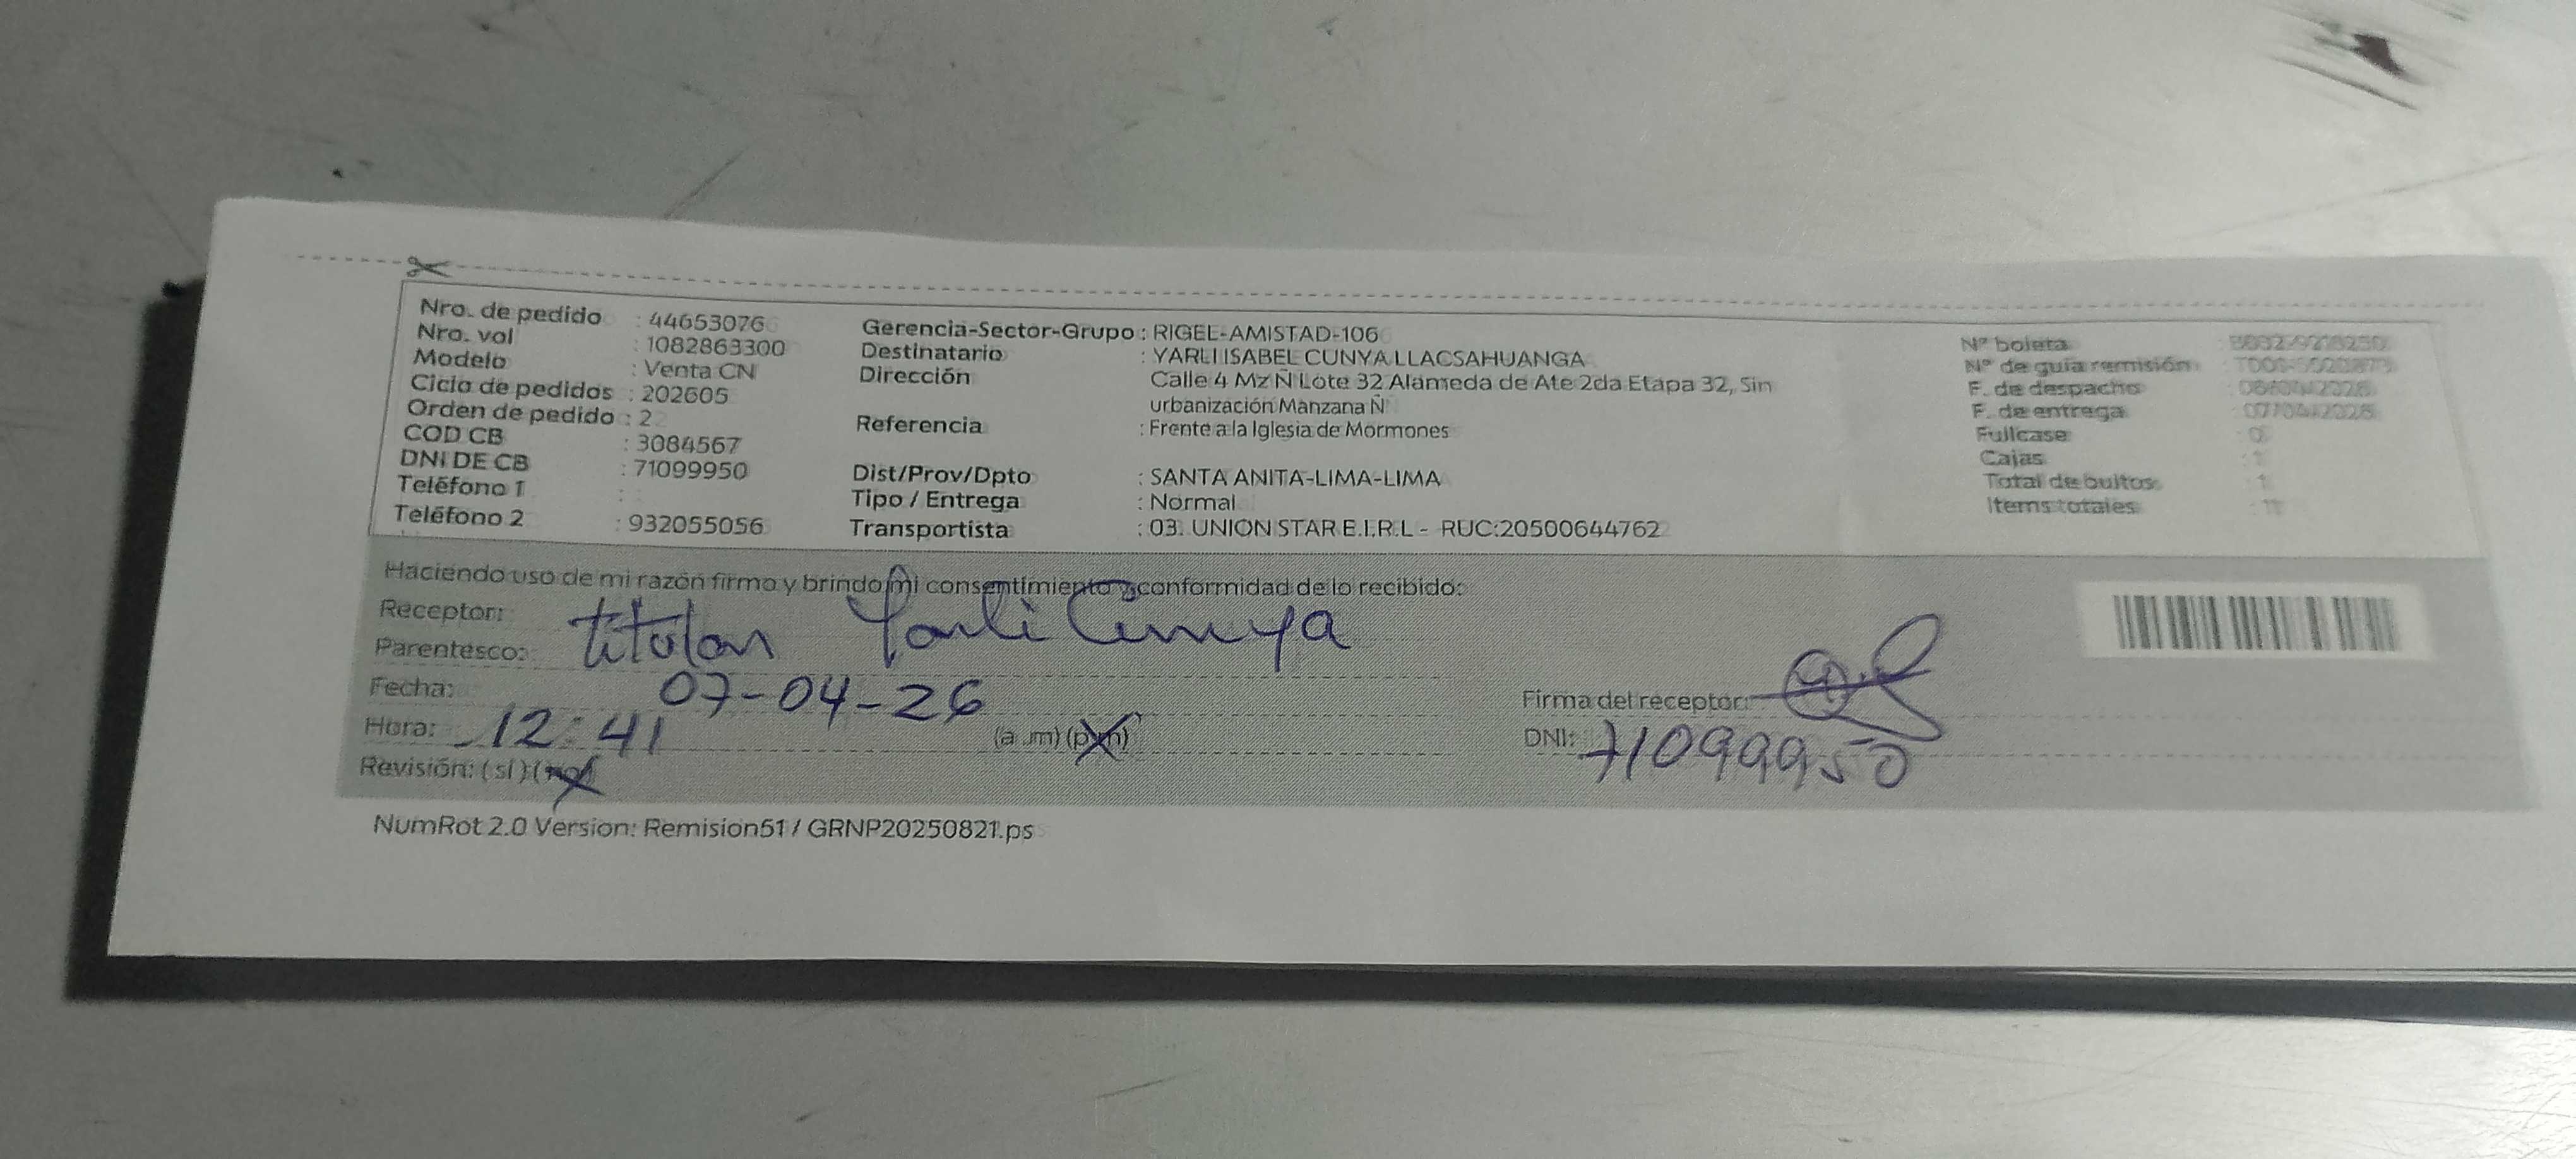 Nro. de pedido : 44653076
Nro. vol : 1082863300
Modelo : Venta CN
Ciclo de pedidos : 202605
Orden de pedido : 2
COD CB : 3084567
DNI DE CB : 71099950
Teléfono 1 :
Teléfono 2 : 932055056
Gerencia-Sector-Grupo : RIGEL-AMISTAD-106
Destinatario : YARLI ISABEL CUNYA LLACSAHUANGA
Dirección Calle 4 Mz Ñ Lote 32 Alameda de Ate 2da Etapa 32, Sin
urbanización Manzana Ñ
Referencia : Frente a la Iglesia de Mormones
Dist/Prov/Dpto : SANTA ANITA-LIMA-LIMA
Tipo / Entrega : Normal
Transportista : 03. UNION STAR E.I.R.L - RUC:20500644762
N° boleta
N° de guía remisión
F. de despacho
F. de entrega : 07/04/2026
Fullcase : 0
Cajas : 1
Total de bultos : 1
Items totales
Haciendo uso de mi razón firmo y brindo mi consentimiento y conformidad de lo recibido:
Receptor: titular Yarli Cunya
Parentesco:
Fecha: 07-04-26
Hora: 12:41 (a.m) (p.m)
Revisión: (si) (no)
Firma del receptor:
DNI: 71099950
NumRot 2.0 Version: Remision51 / GRNP20250821.ps